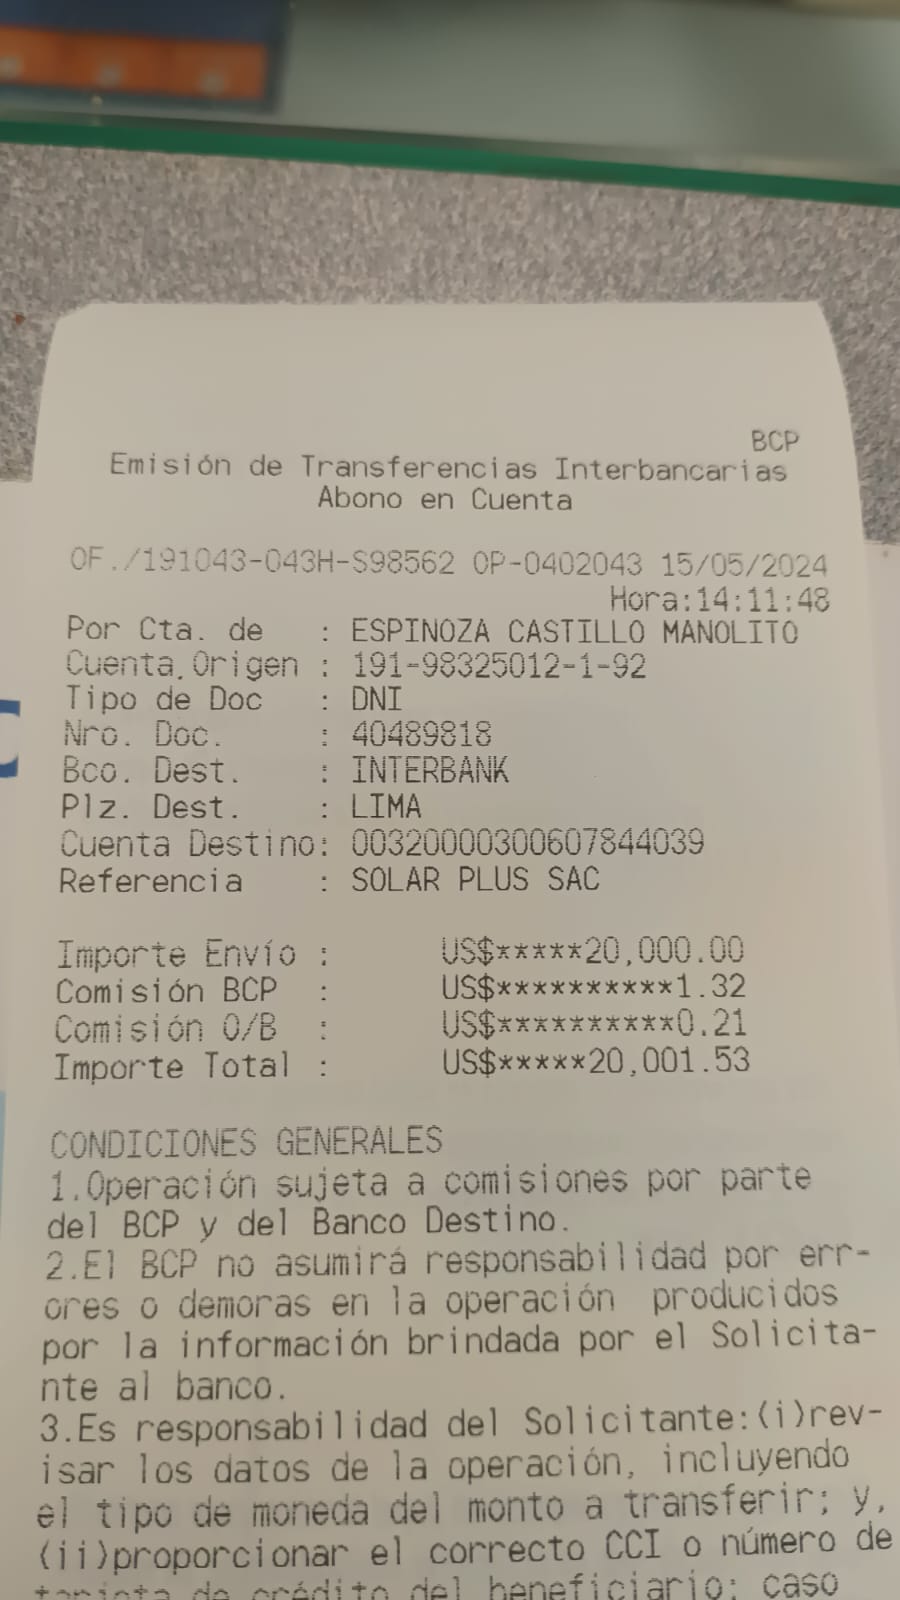 BCP
Emisión de Transferencias Interbancarias
Abono en Cuenta
OF./191043-043H-S98562 OP-0402043 15/05/2024
Hora:14:11:48
Por Cta. de : ESPINOZA CASTILLO MANOLITO
Cuenta Origen : 191-98325012-1-92
Tipo de Doc : DNI
Nro. Doc. : 40489818
Bco. Dest. : INTERBANK
Plz. Dest. : LIMA
Cuenta Destino: 00320000300607844039
Referencia : SOLAR PLUS SAC
Importe Envío : US$*****20,000.00
Comisión BCP : US$**********1.32
Comisión O/B : US$**********0.21
Importe Total : US$*****20,001.53
CONDICIONES GENERALES
1.Operación sujeta a comisiones por parte
del BCP y del Banco Destino.
2.El BCP no asumirá responsabilidad por err-
ores o demoras en la operación producidos
por la información brindada por el Solicita-
nte al banco.
3.Es responsabilidad del Solicitante:(i)rev-
isar los datos de la operación, incluyendo
el tipo de moneda del monto a transferir; y,
(ii)proporcionar el correcto CCI o número de
tarjeta de crédito del beneficiario; caso